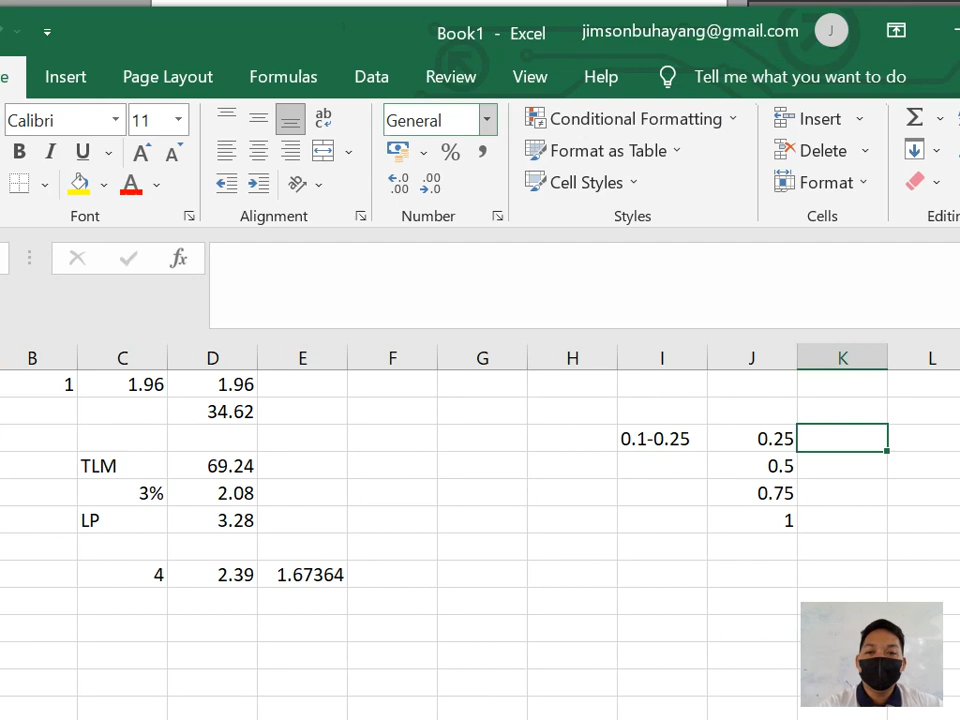 Book1 - Excel jimsonbuhayang@gmail.com J
Insert Page Layout Formulas Data Review View Help Tell me what you want to do
Calibri 11 ab General Conditional Formatting Insert Σ
B I U A A % Format as Table Delete
A .00 .00 Cell Styles Format
Font Alignment Number Styles Cells
fx
B C D E F G H I J K L
1 1.96 1.96
34.62
0.1-0.25 0.25
TLM 69.24 0.5
3% 2.08 0.75
LP 3.28 1
4 2.39 1.67364